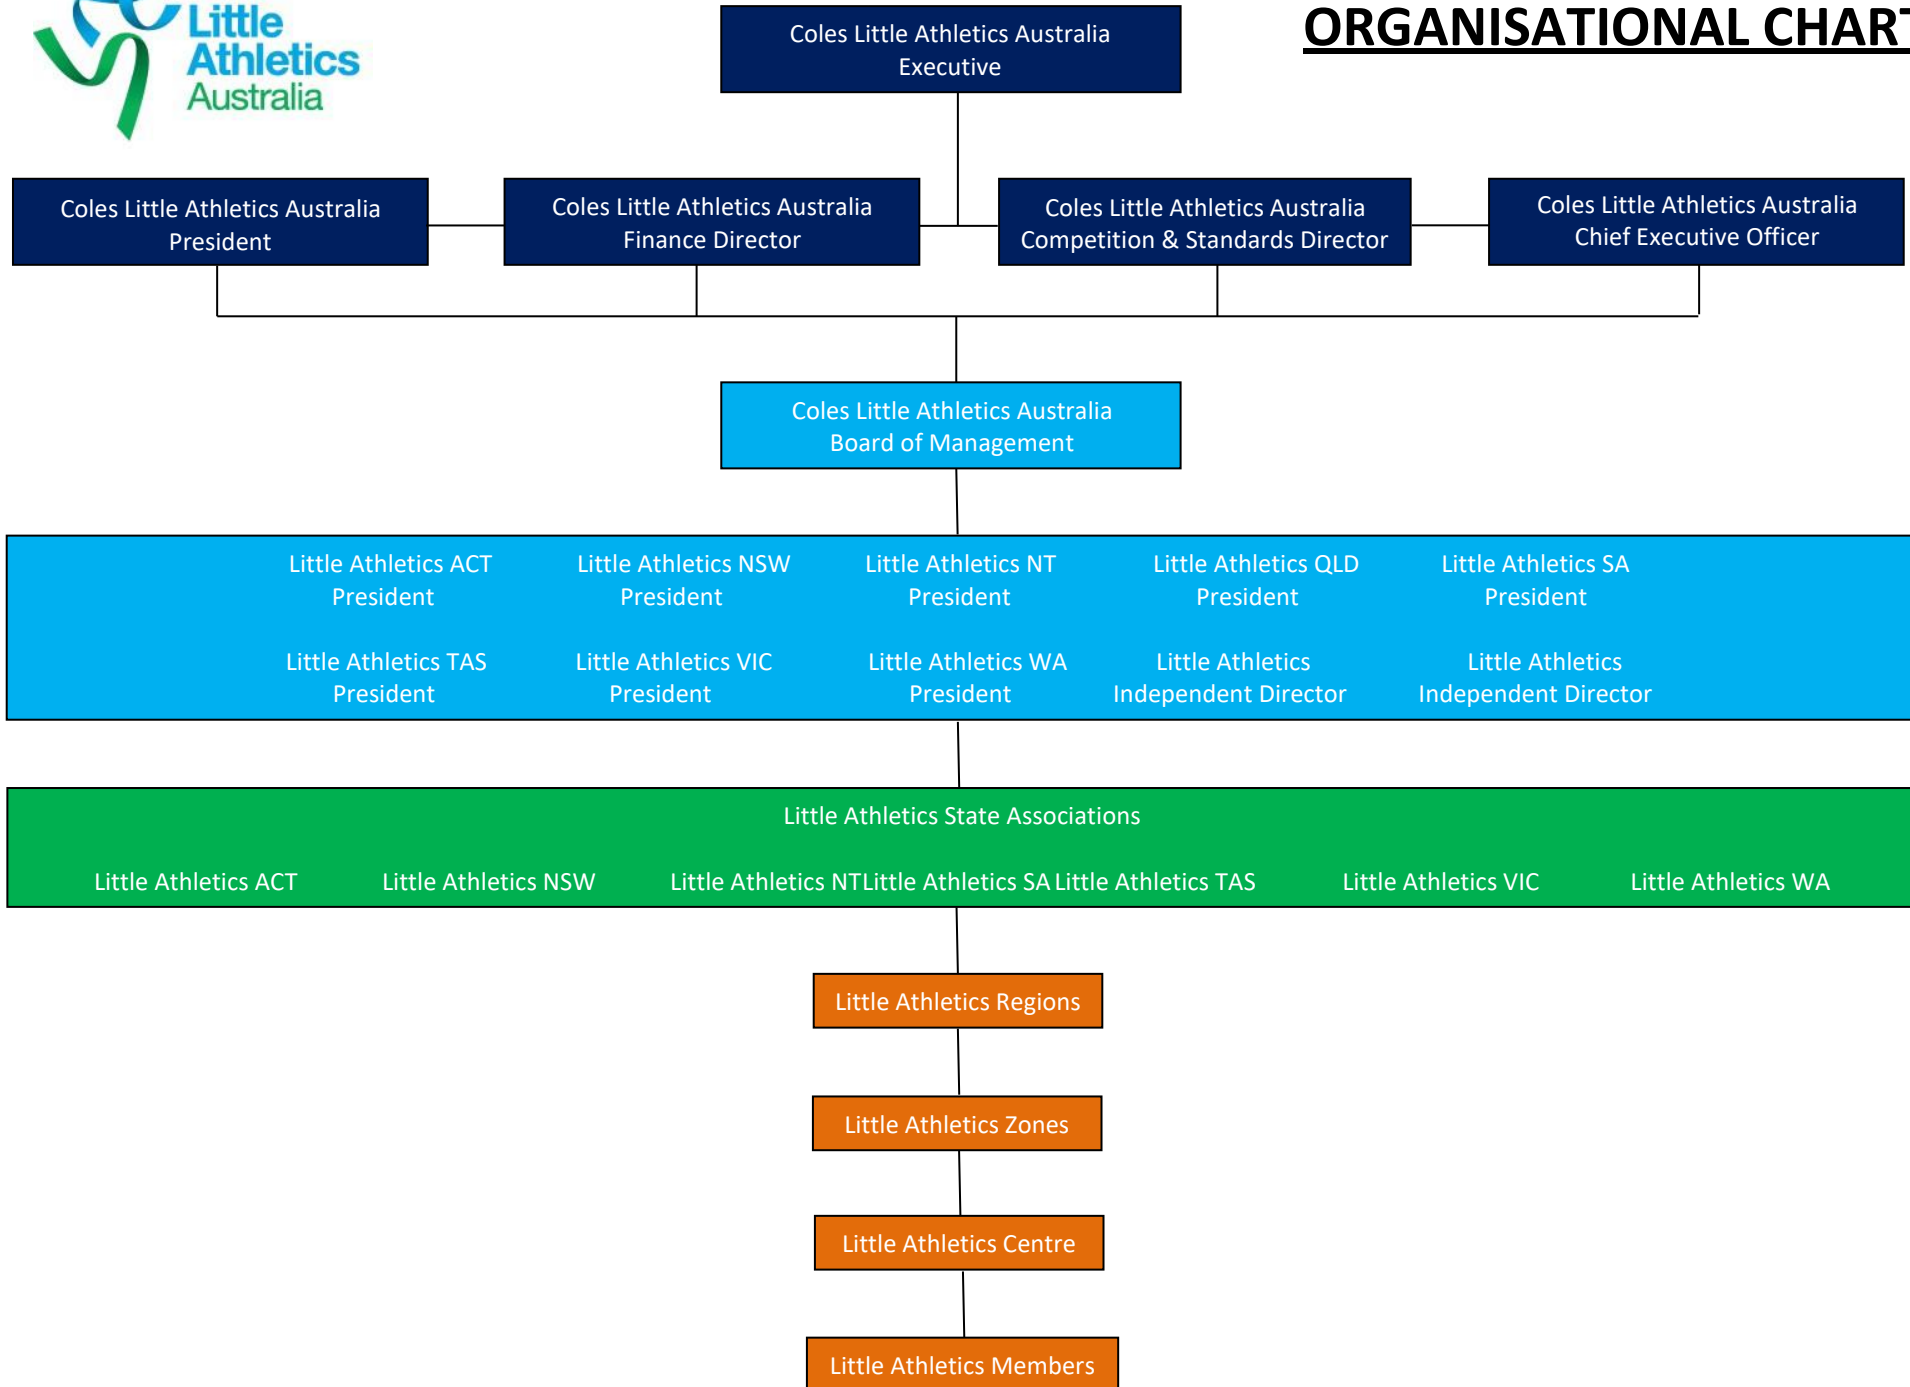 Little
Athletics
Australia
ORGANISATIONAL CHART
Coles Little Athletics Australia
Executive
Coles Little Athletics Australia
President
Coles Little Athletics Australia
Finance Director
Coles Little Athletics Australia
Competition & Standards Director
Coles Little Athletics Australia
Chief Executive Officer
Coles Little Athletics Australia
Board of Management
Little Athletics ACT
President
Little Athletics NSW
President
Little Athletics NT
President
Little Athletics QLD
President
Little Athletics SA
President
Little Athletics TAS
President
Little Athletics VIC
President
Little Athletics WA
President
Little Athletics
Independent Director
Little Athletics
Independent Director
Little Athletics State Associations
Little Athletics ACT Little Athletics NSW Little Athletics NTLittle Athletics SA Little Athletics TAS Little Athletics VIC Little Athletics WA
Little Athletics Regions
Little Athletics Zones
Little Athletics Centre
Little Athletics Members